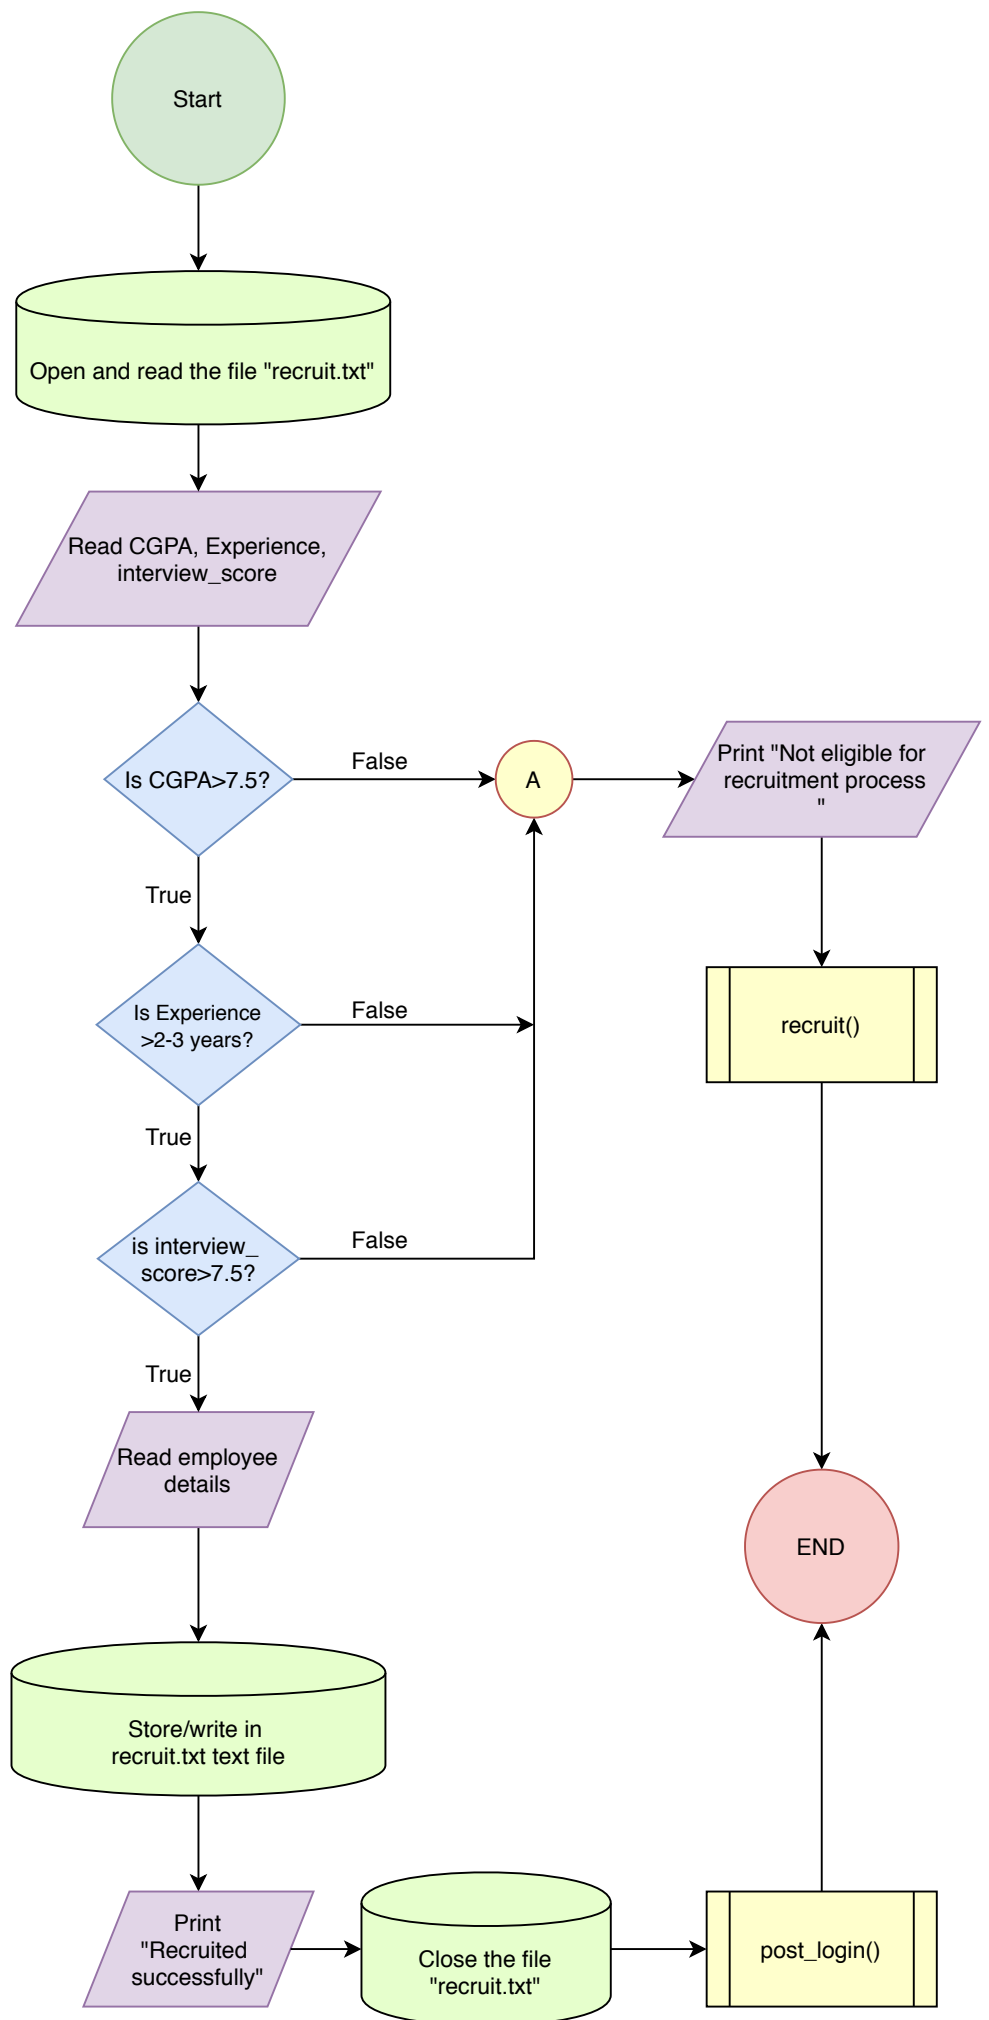 Start
Open and read the file "recruit.txt"
Read CGPA, Experience,
interview_score
Is CGPA>7.5?
False
A
Print "Not eligible for
recruitment process
"
True
Is Experience
>2-3 years?
False
recruit()
True
is interview_
score>7.5?
False
True
Read employee
details
END
Store/write in
recruit.txt text file
Print
"Recruited
successfully"
Close the file
"recruit.txt"
post_login()